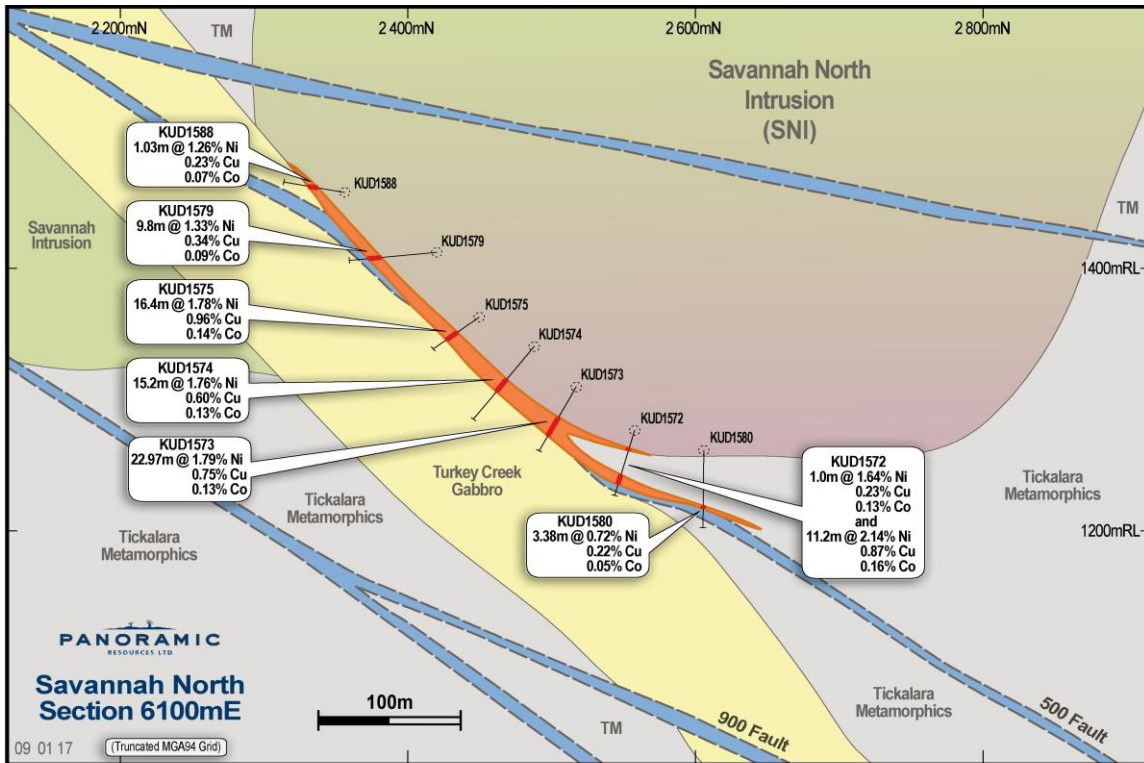 2 200mN
2 400mN
2 600mN
2 800mN
TM
Savannah North
Intrusion
(SNI)
KUD1588
1.03m @ 1.26% Ni
0.23% Cu
0.07% Co
KUD1588
TM
KUD1579
9.8m @ 1.33% Ni
0.34% Cu
0.09% Co
KUD1579
Savannah
Intrusion
1400mRL
KUD1575
16.4m @ 1.78% Ni
0.96% Cu
0.14% Co
KUD1575
KUD1574
KUD1574
15.2m @ 1.76% Ni
0.60% Cu
0.13% Co
KUD1573
KUD1572
KUD1580
KUD1573
22.97m @ 1.79% Ni
0.75% Cu
0.13% Co
KUD1572
1.0m @ 1.64% Ni
0.23% Cu
0.13% Co
and
11.2m @ 2.14% Ni
0.87% Cu
0.16% Co
Turkey Creek
Gabbro
Tickalara
Metamorphics
Tickalara
Metamorphics
Tickalara
Metamorphics
KUD1580
3.38m @ 0.72% Ni
0.22% Cu
0.05% Co
1200mRL
PANORAMIC
RESOURCES LTD
Savannah North
Section 6100mE
100m
Tickalara
Metamorphics
TM
900 Fault
500 Fault
09 01 17
(Truncated MGA94 Grid)